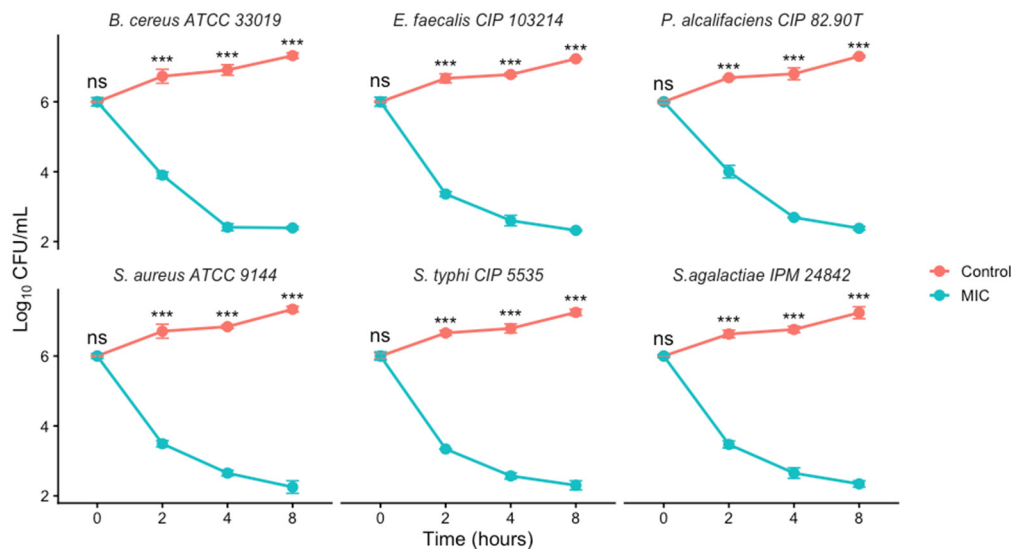 B. cereus ATCC 33019 E. faecalis CIP 103214 P. alcalifaciens CIP 82.90T
ns *** *** ***
ns *** *** ***
ns *** *** ***
6
4
2
S. aureus ATCC 9144 S. typhi CIP 5535 S.agalactiae IPM 24842
ns *** *** ***
ns *** *** ***
ns *** *** ***
6
4
2
0 2 4 8 0 2 4 8 0 2 4 8
Time (hours)
Log₁₀ CFU/mL
Control
MIC